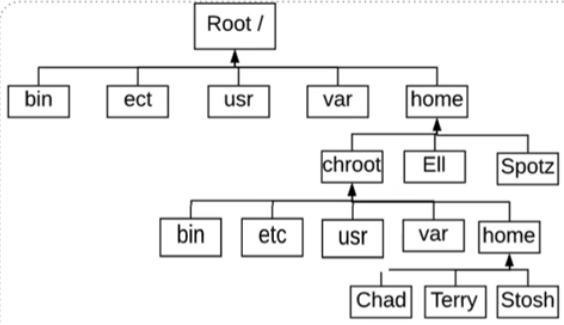 Root /
bin ect usr var home
chroot Ell Spotz
bin etc usr var home
Chad Terry Stosh